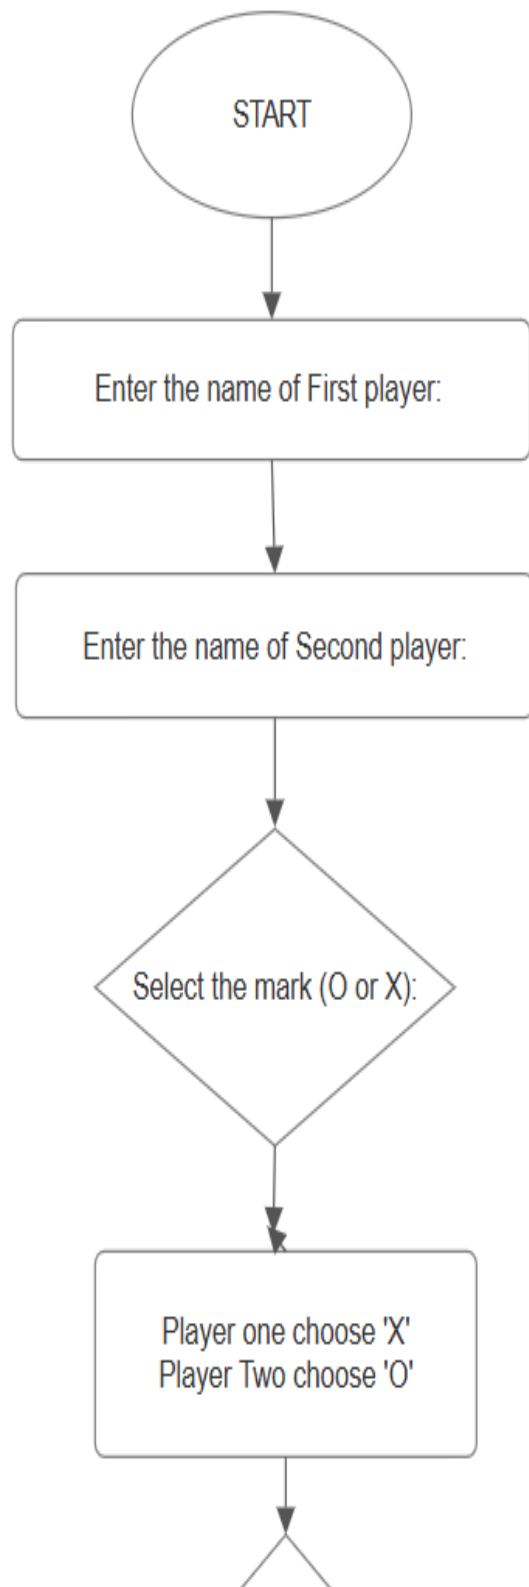 START
Enter the name of First player:
Enter the name of Second player:
Select the mark (O or X):
Player one choose 'X'
Player Two choose 'O'